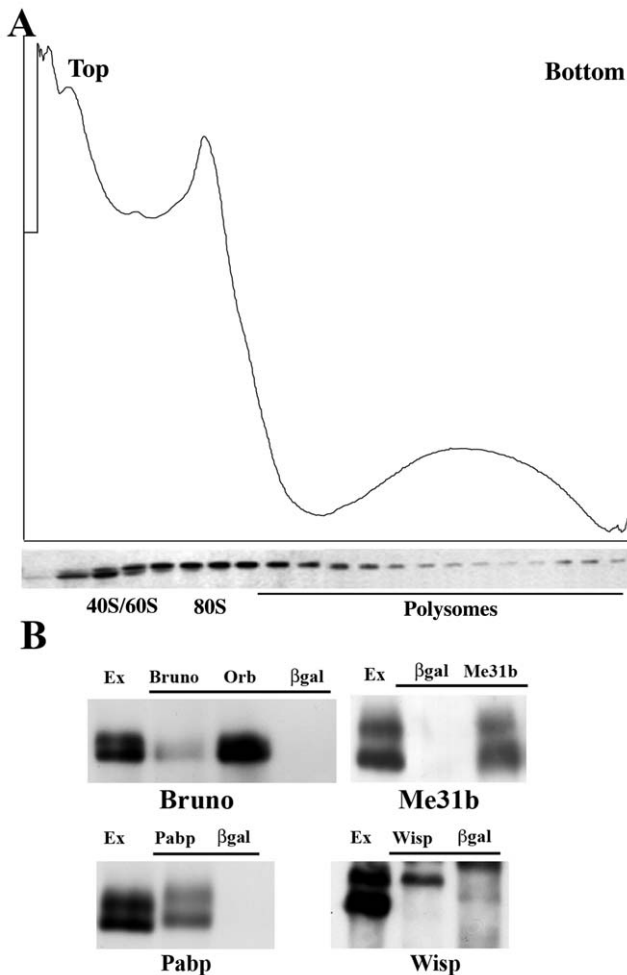 A
Top
Bottom
40S/60S 80S Polysomes
B
Ex Bruno Orb βgal
Bruno
Ex βgal Me31b
Me31b
Ex Pabp βgal
Pabp
Ex Wisp βgal
Wisp